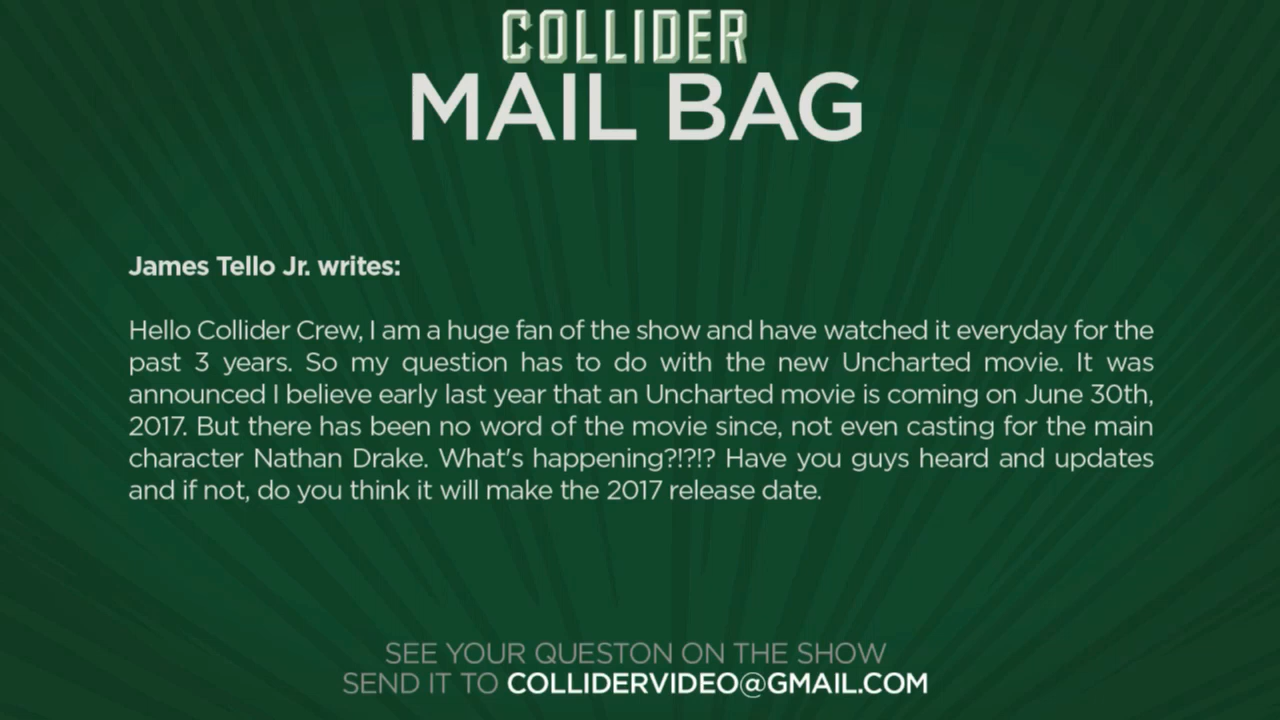 COLLIDER
MAIL BAG
James Tello Jr. writes:
Hello Collider Crew, I am a huge fan of the show and have watched it everyday for the
past 3 years. So my question has to do with the new Uncharted movie. It was
announced I believe early last year that an Uncharted movie is coming on June 30th,
2017. But there has been no word of the movie since, not even casting for the main
character Nathan Drake. What's happening?!?!? Have you guys heard and updates
and if not, do you think it will make the 2017 release date.
SEE YOUR QUESTON ON THE SHOW
SEND IT TO COLLIDERVIDEO@GMAIL.COM